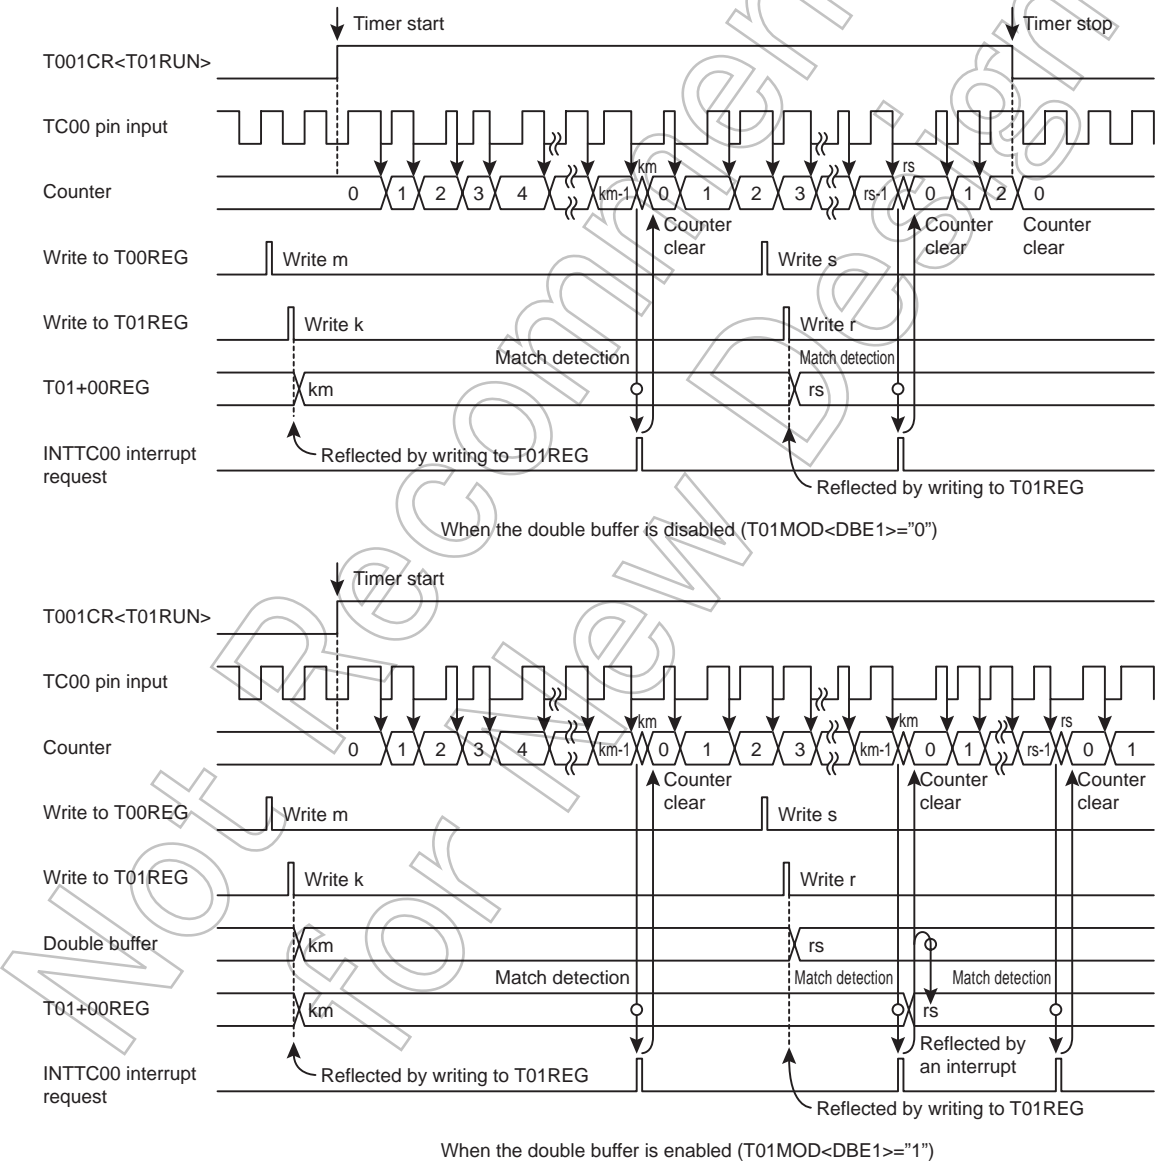 Timer start
Timer stop
T001CR<T01RUN>
TC00 pin input
Counter
0 1 2 3 4 km-1 km 0 1 2 3 rs-1 rs 0 1 2 0
Counter clear
Counter clear
Counter clear
Write to T00REG
Write m
Write s
Write to T01REG
Write k
Write r
Match detection
Match detection
T01+00REG
km
rs
INTTC00 interrupt
request
Reflected by writing to T01REG
Reflected by writing to T01REG
When the double buffer is disabled (T01MOD<DBE1>=”0”)
Timer start
T001CR<T01RUN>
TC00 pin input
Counter
0 1 2 3 4 km-1 km 0 1 2 3 km-1 km 0 1 rs-1 rs 0 1
Counter clear
Counter clear
Counter clear
Write to T00REG
Write m
Write s
Write to T01REG
Write k
Write r
Double buffer
km
rs
Match detection
Match detection
Match detection
T01+00REG
km
rs
Reflected by
an interrupt
INTTC00 interrupt
request
Reflected by writing to T01REG
Reflected by writing to T01REG
When the double buffer is enabled (T01MOD<DBE1>=”1”)
Not Recommen
for New Design